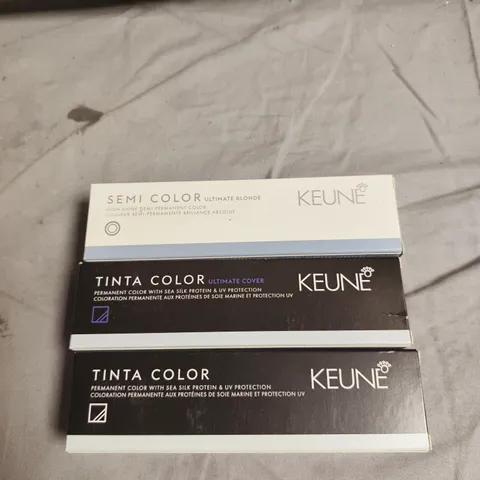 SEMI COLOR ULTIMATE BLONDE
HIGH SHINE DEMI-PERMANENT COLOR
COULEUR SEMI-PERMANENTE BRILLIANCE ABSOLUE
KEUNE
TINTA COLOR ULTIMATE COVER
PERMANENT COLOR WITH SEA SILK PROTEIN & UV PROTECTION
COLORATION PERMANENTE AUX PROTÉINES DE SOIE MARINE ET PROTECTION UV
KEUNE
TINTA COLOR
PERMANENT COLOR WITH SEA SILK PROTEIN & UV PROTECTION
COLORATION PERMANENTE AUX PROTÉINES DE SOIE MARINE ET PROTECTION UV
KEUNE